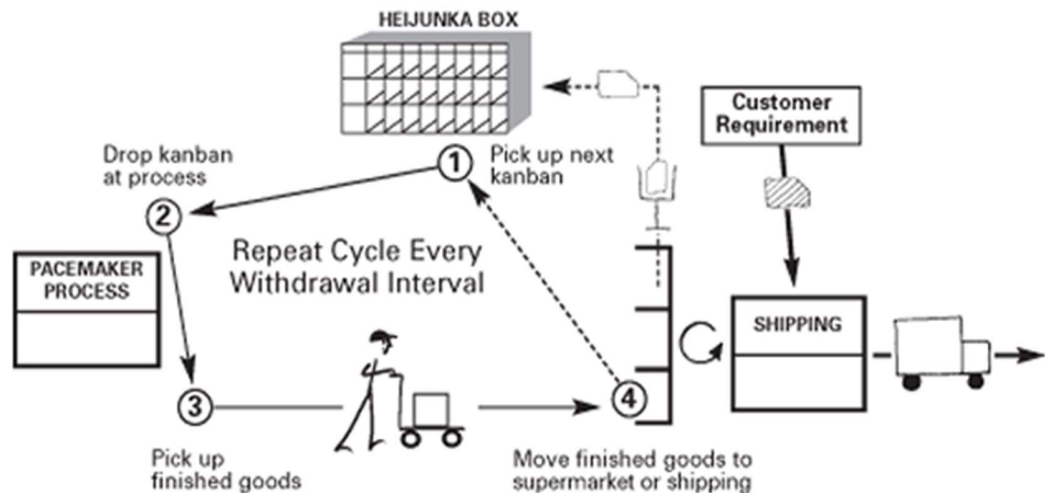 HEIJUNKA BOX
Customer
Requirement
Drop kanban
at process
1
Pick up next
kanban
2
Repeat Cycle Every
Withdrawal Interval
PACEMAKER
PROCESS
SHIPPING
3
4
Pick up
finished goods
Move finished goods to
supermarket or shipping